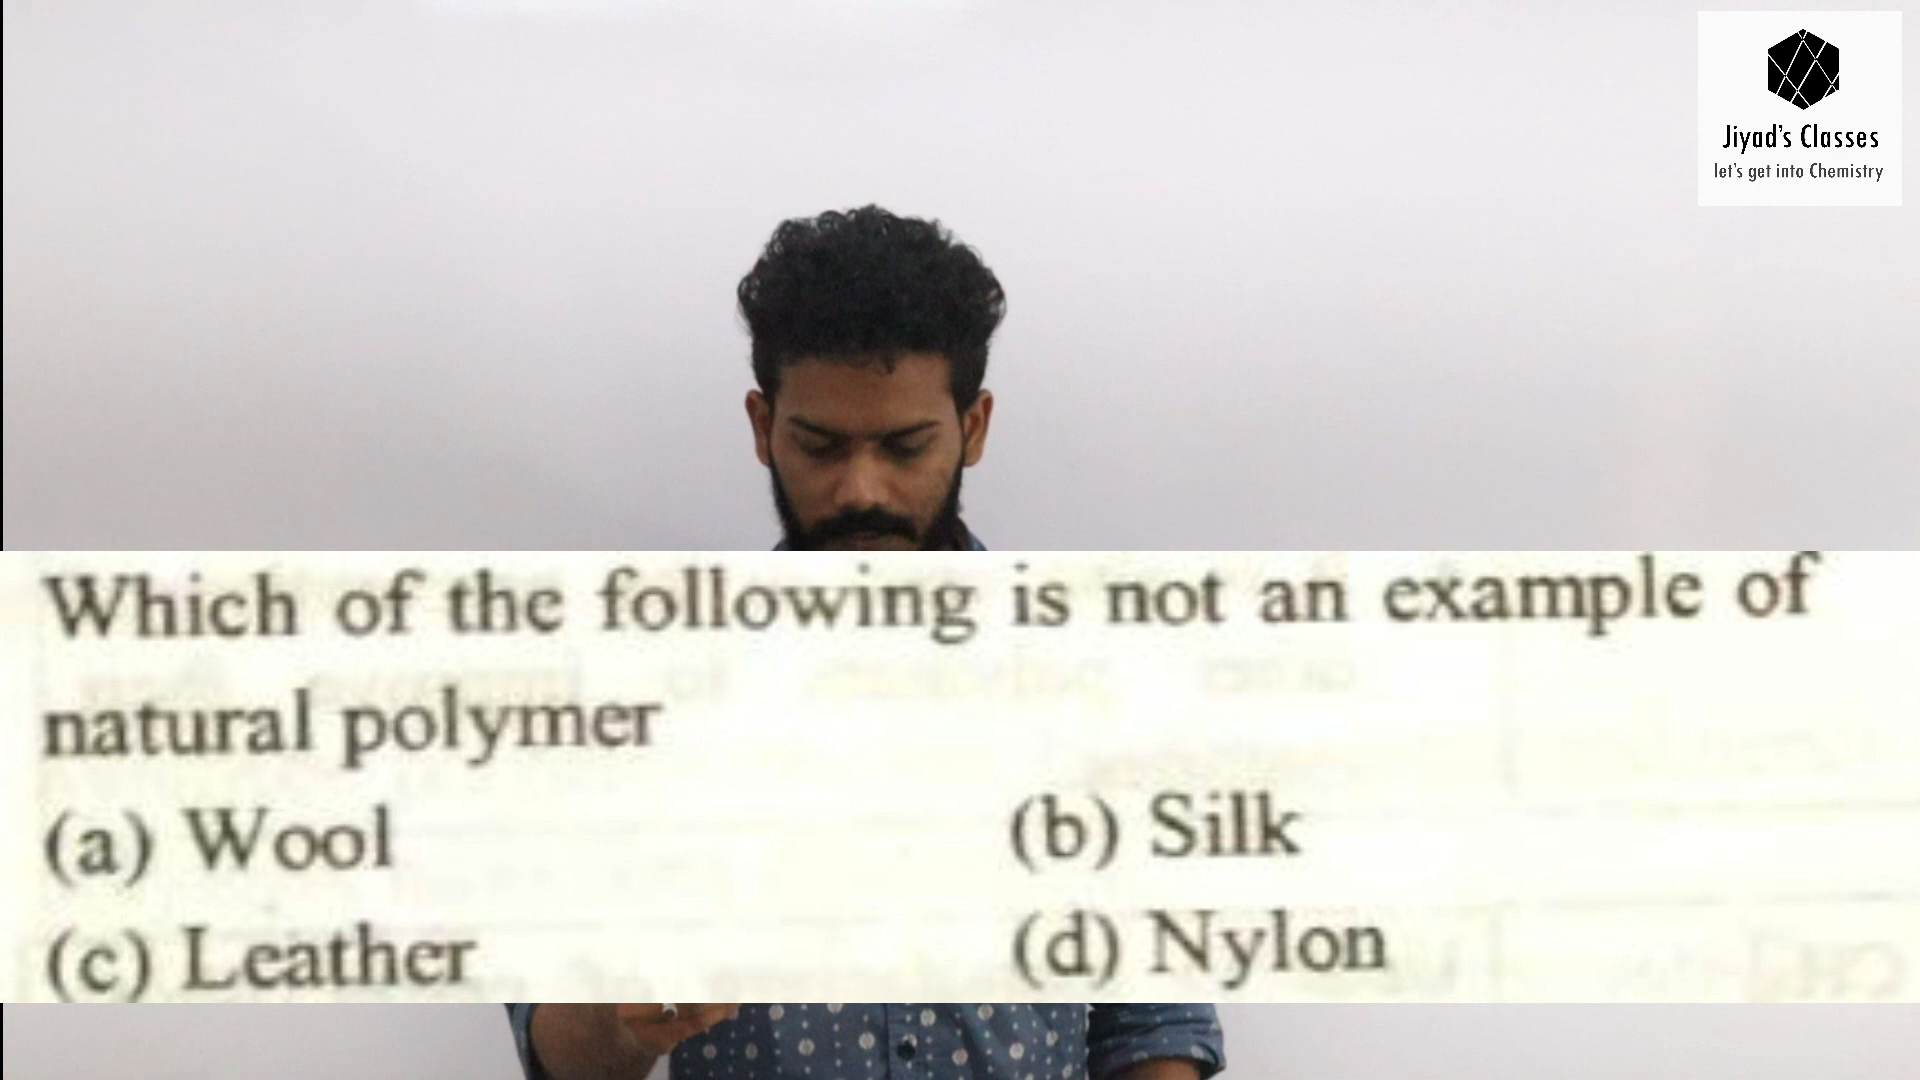 Jiyad's Classes
let's get into Chemistry
Which of the following is not an example of
natural polymer
(a) Wool
(b) Silk
(c) Leather
(d) Nylon